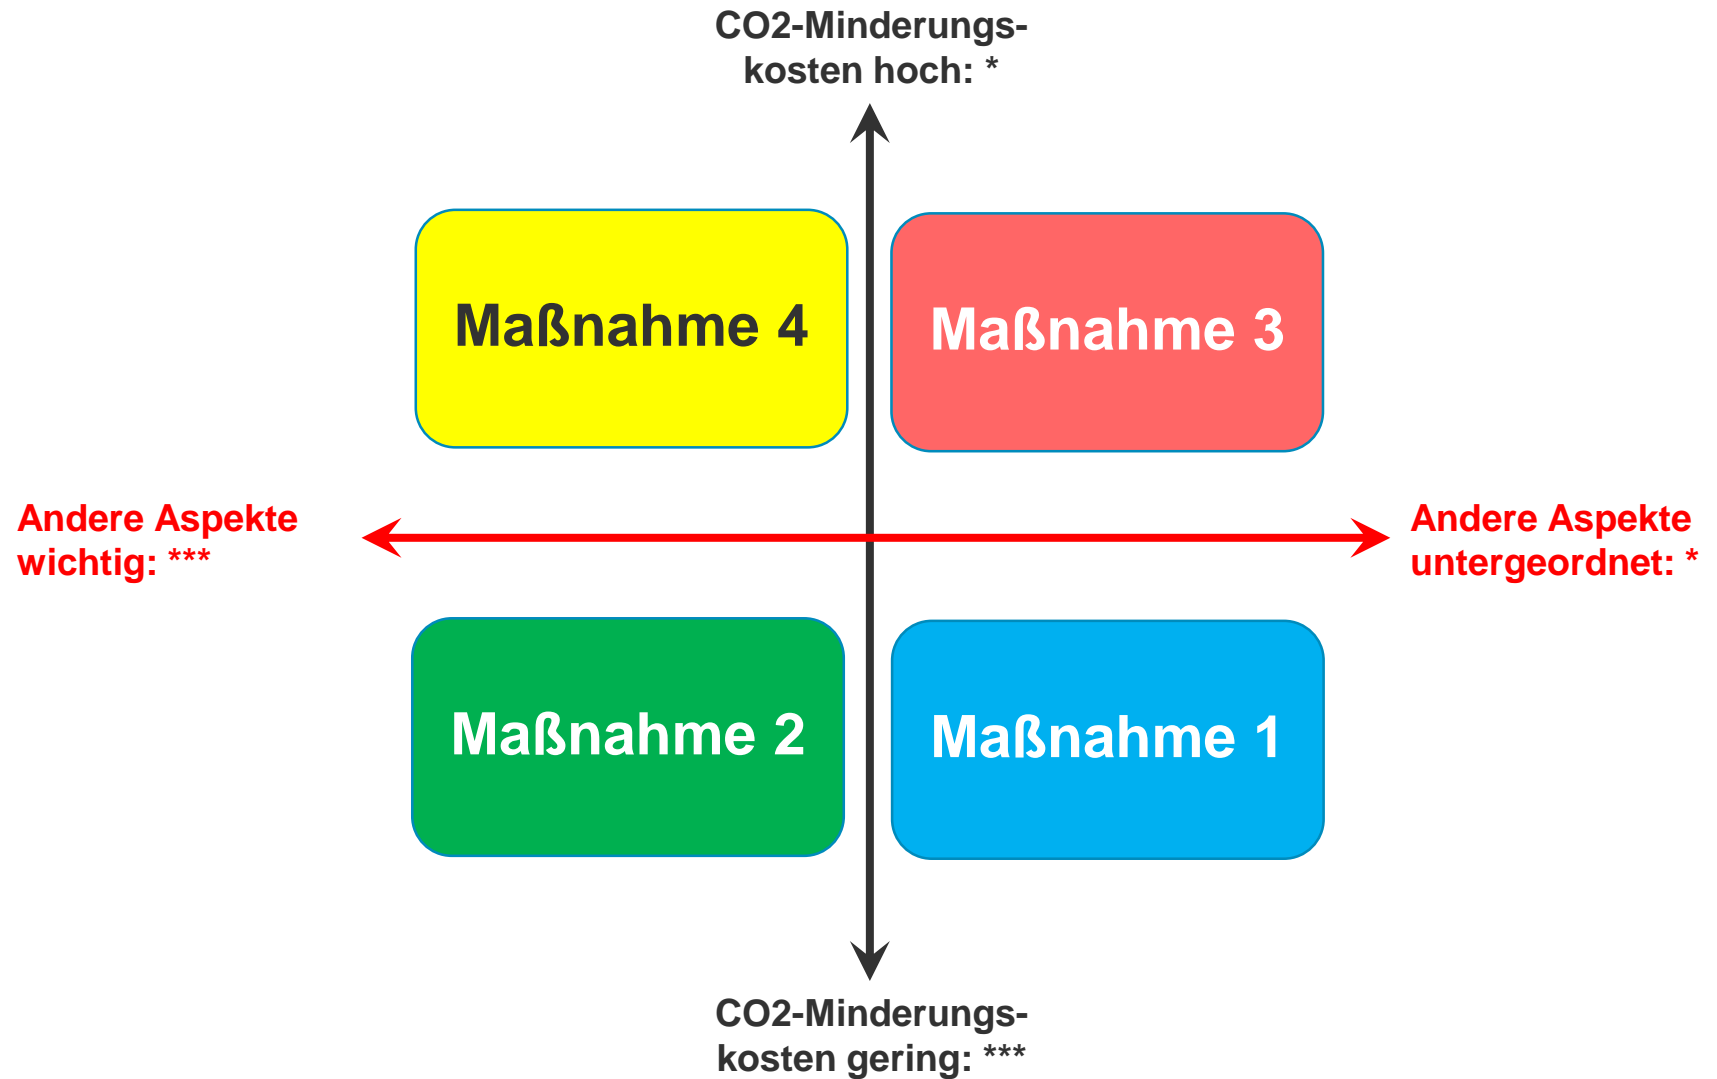 CO2-Minderungs-
kosten hoch: *
Maßnahme 4
Maßnahme 3
Andere Aspekte
wichtig: ***
Andere Aspekte
untergeordnet: *
Maßnahme 2
Maßnahme 1
CO2-Minderungs-
kosten gering: ***